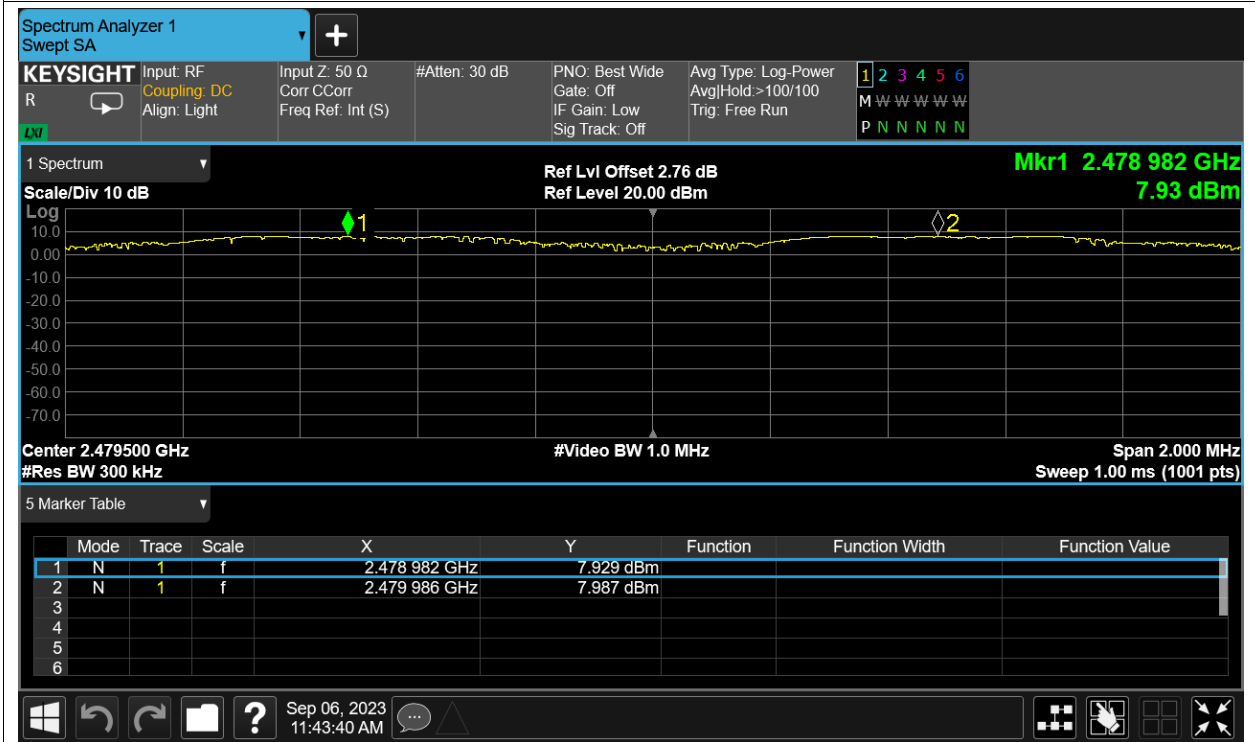 Spectrum Analyzer 1
Swept SA
+
KEYSIGHT
R
LXI
Input: RF
Coupling: DC
Align: Light
Input Z: 50 Ω
Corr CCorr
Freq Ref: Int (S)
#Atten: 30 dB
PNO: Best Wide
Gate: Off
IF Gain: Low
Sig Track: Off
Avg Type: Log-Power
Avg|Hold:>100/100
Trig: Free Run
1 2 3 4 5 6
M W W W W W
P N N N N N
1 Spectrum
Scale/Div 10 dB
Ref Lvl Offset 2.76 dB
Ref Level 20.00 dBm
Mkr1 2.478 982 GHz
7.93 dBm
Log
10.0
0.00
-10.0
-20.0
-30.0
-40.0
-50.0
-60.0
-70.0
1
2
Center 2.479500 GHz
#Res BW 300 kHz
#Video BW 1.0 MHz
Span 2.000 MHz
Sweep 1.00 ms (1001 pts)
5 Marker Table
Mode Trace Scale X Y Function Function Width Function Value
1 N 1 f 2.478 982 GHz 7.929 dBm
2 N 1 f 2.479 986 GHz 7.987 dBm
3
4
5
6
?
Sep 06, 2023
11:43:40 AM